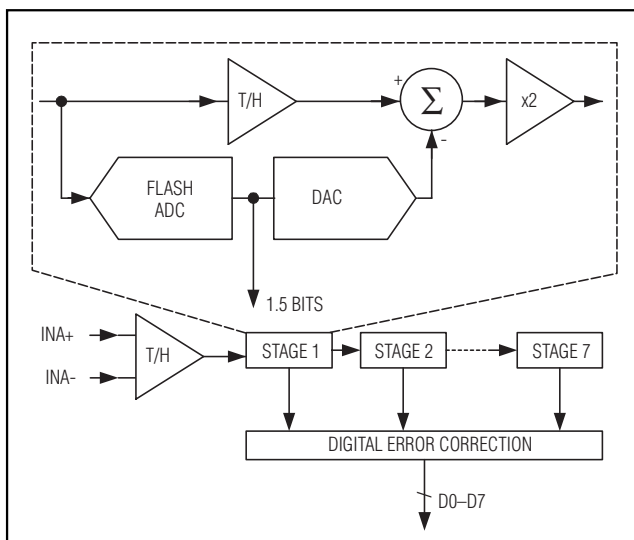 T/H
+
Σ
-
x2
FLASH
ADC
DAC
1.5 BITS
INA+
INA-
T/H
STAGE 1
STAGE 2
STAGE 7
DIGITAL ERROR CORRECTION
D0–D7